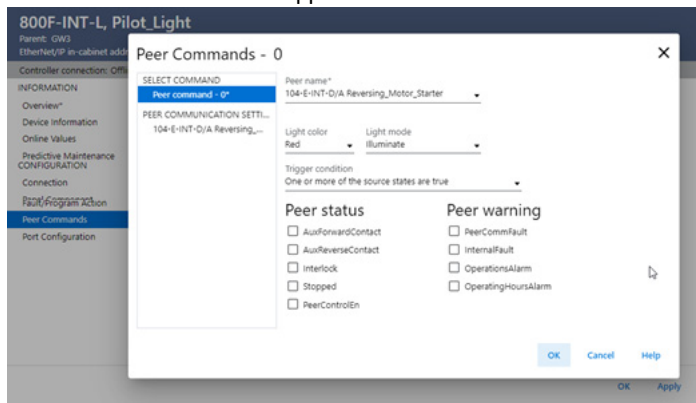 800F-INT-L, Pilot_Light
Parent: GW3
EtherNet/IP in-cabinet addr
Controller connection: Offli
INFORMATION
Overview*
Device Information
Online Values
Predictive Maintenance
CONFIGURATION
Connection
Fault/Program Action
Peer Commands
Port Configuration
Peer Commands - 0
SELECT COMMAND
Peer command - 0*
PEER COMMUNICATION SETTI...
104-E-INT-D/A Reversing_...
Peer name*
104-E-INT-D/A Reversing_Motor_Starter
Light color Light mode
Red Illuminate
Trigger condition
One or more of the source states are true
Peer status Peer warning
AuxForwardContact PeerCommFault
AuxReverseContact InternalFault
Interlock OperationsAlarm
Stopped OperatingHoursAlarm
PeerControlEn
OK Cancel Help
OK Apply